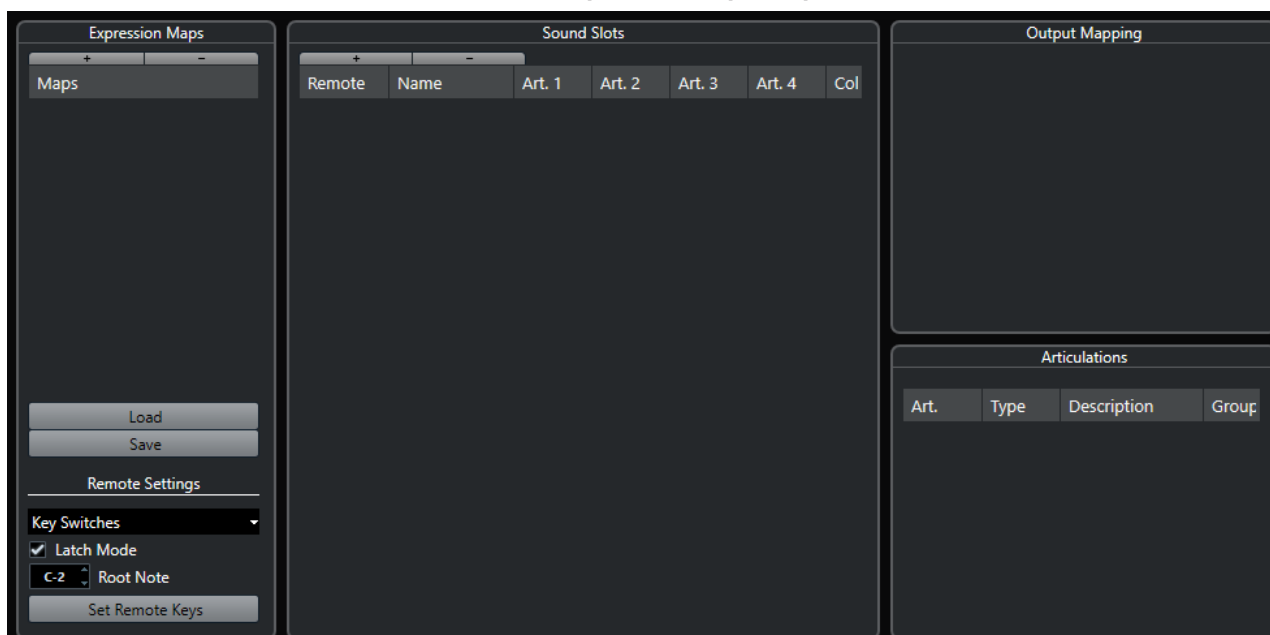 Expression Maps
+ -
Maps
Load
Save
Remote Settings
Key Switches
Latch Mode
C-2 Root Note
Set Remote Keys
Sound Slots
+ -
Remote Name Art. 1 Art. 2 Art. 3 Art. 4 Col
Output Mapping
Articulations
Art. Type Description Group